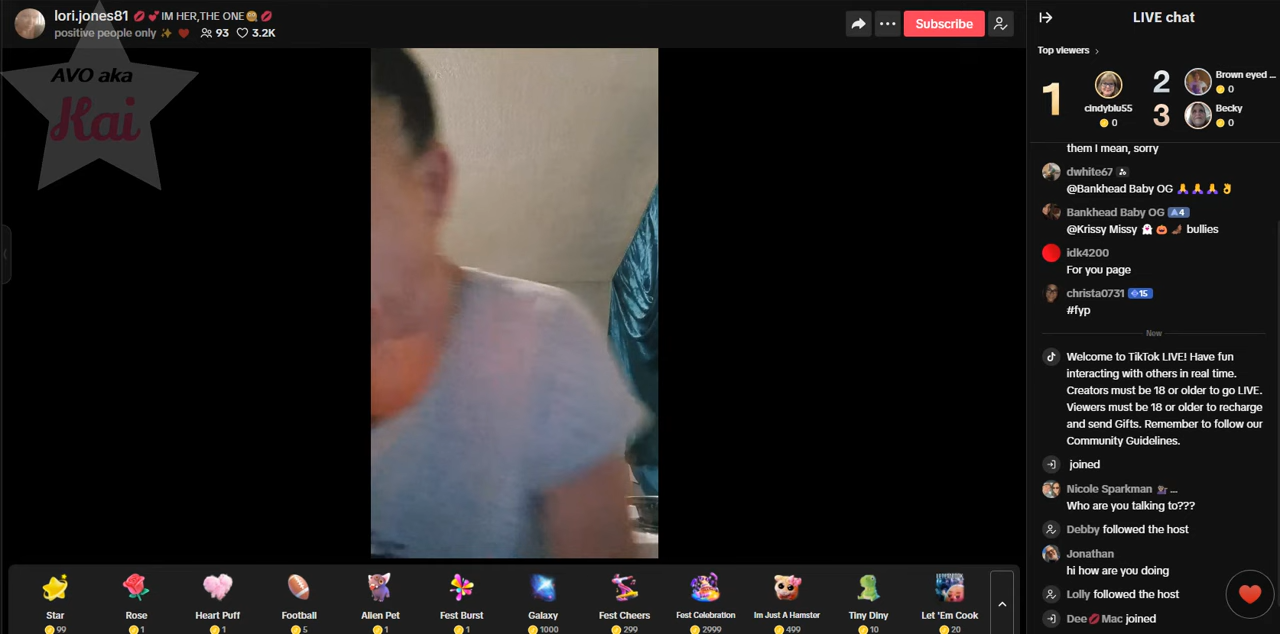 lori.jones81 💋💕IM HER,THE ONE💋
positive people only ✨ ❤️ 93 3.2K
Subscribe
AVO aka
Kai
LIVE chat
Top viewers >
1
cindyblu55
0
2
Brown eyed ...
0
3
Becky
0
them I mean, sorry
dwhite67
@Bankhead Baby OG 🙏🙏🙏👌
Bankhead Baby OG 4
@Krissy Missy 👻 🎃 bullies
idk4200
For you page
christa0731 15
#fyp
New
Welcome to TikTok LIVE! Have fun
interacting with others in real time.
Creators must be 18 or older to go LIVE.
Viewers must be 18 or older to recharge
and send Gifts. Remember to follow our
Community Guidelines.
joined
Nicole Sparkman ...
Who are you talking to???
Debby followed the host
Jonathan
hi how are you doing
Lolly followed the host
Dee💋Mac joined
Star
99
Rose
1
Heart Puff
1
Football
5
Alien Pet
1
Fest Burst
1
Galaxy
1000
Fest Cheers
299
Fest Celebration
2999
Im Just A Hamstor
499
Tiny Diny
10
Let 'Em Cook
20